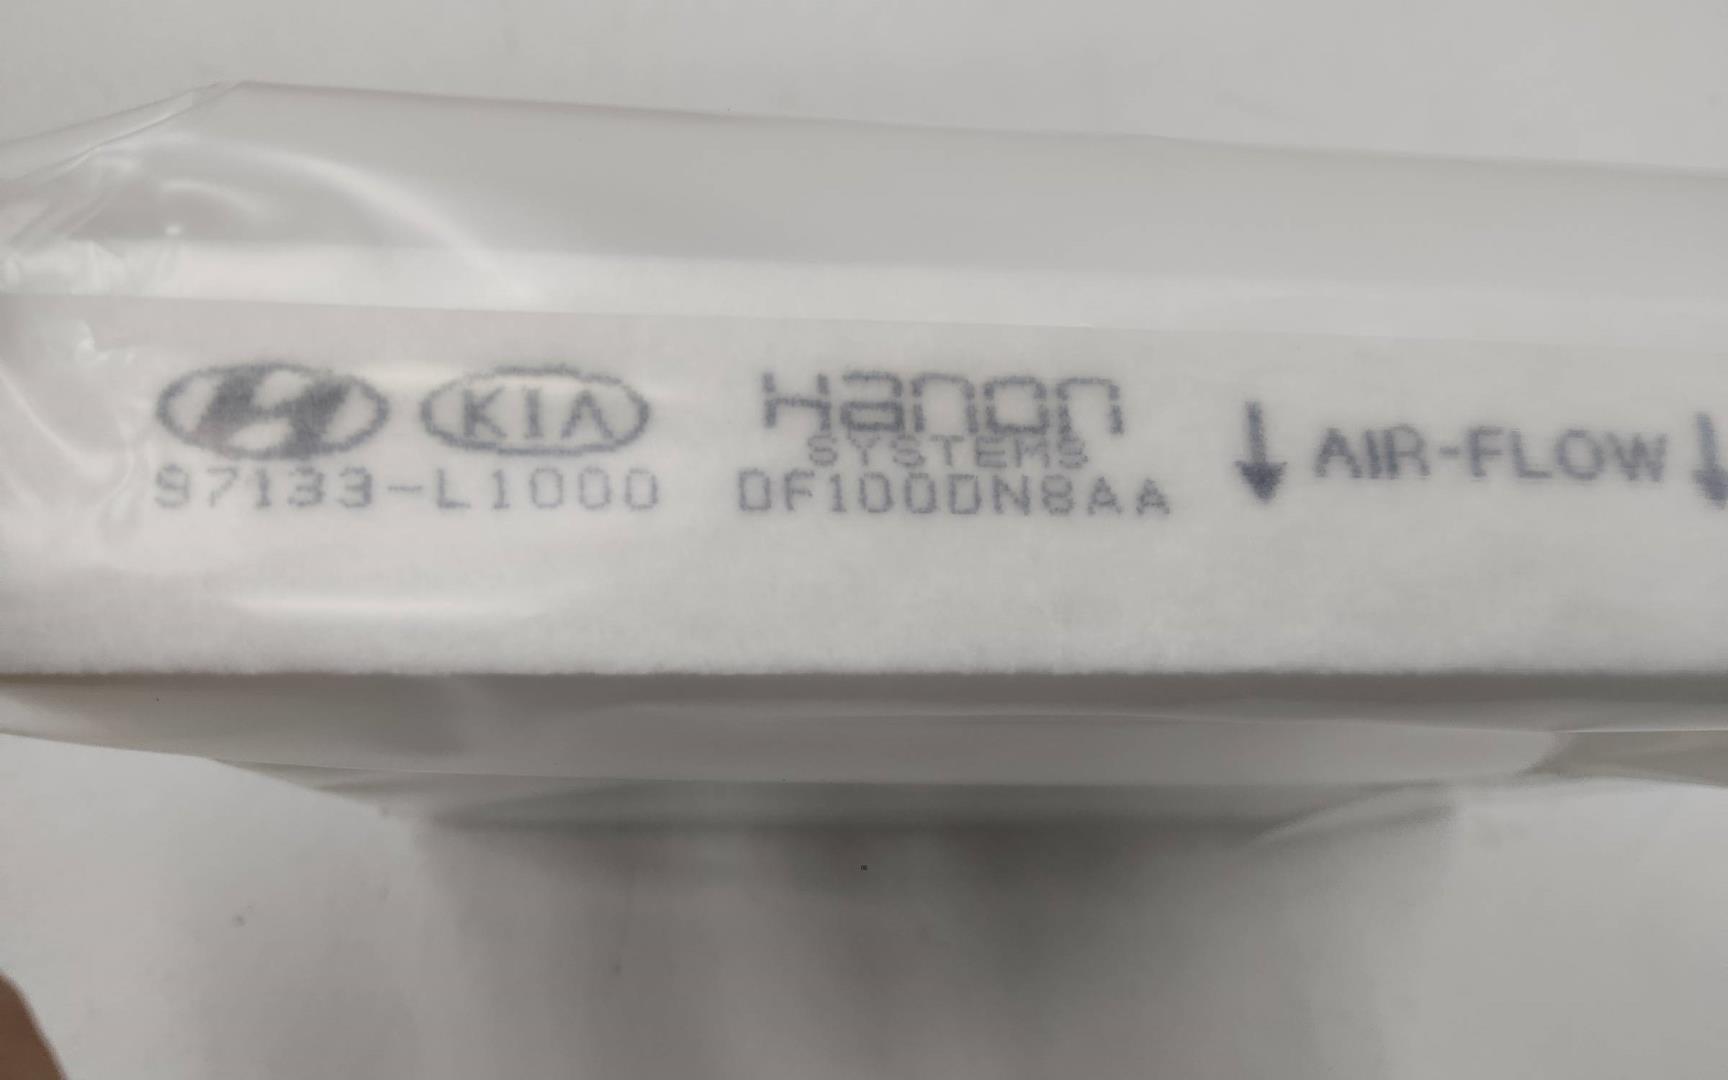 KIA
Hanon
SYSTEMS
97133-L1000
DF100DN8AA
↓ AIR-FLOW ↓